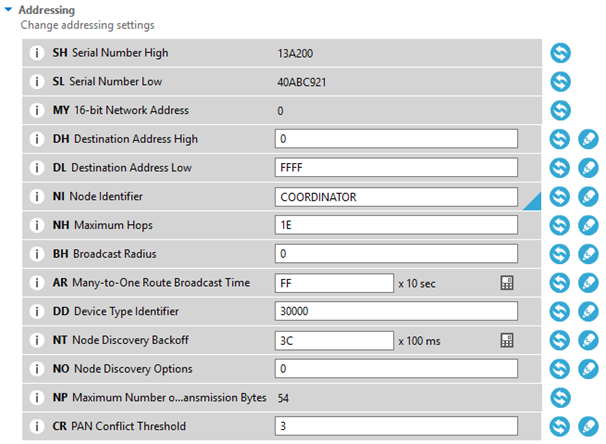 Addressing
Change addressing settings
i SH Serial Number High 13A200
i SL Serial Number Low 40ABC921
i MY 16-bit Network Address 0
i DH Destination Address High 0
i DL Destination Address Low FFFF
i NI Node Identifier COORDINATOR
i NH Maximum Hops 1E
i BH Broadcast Radius 0
i AR Many-to-One Route Broadcast Time FF x 10 sec
i DD Device Type Identifier 30000
i NT Node Discovery Backoff 3C x 100 ms
i NO Node Discovery Options 0
i NP Maximum Number o...ansmission Bytes 54
i CR PAN Conflict Threshold 3